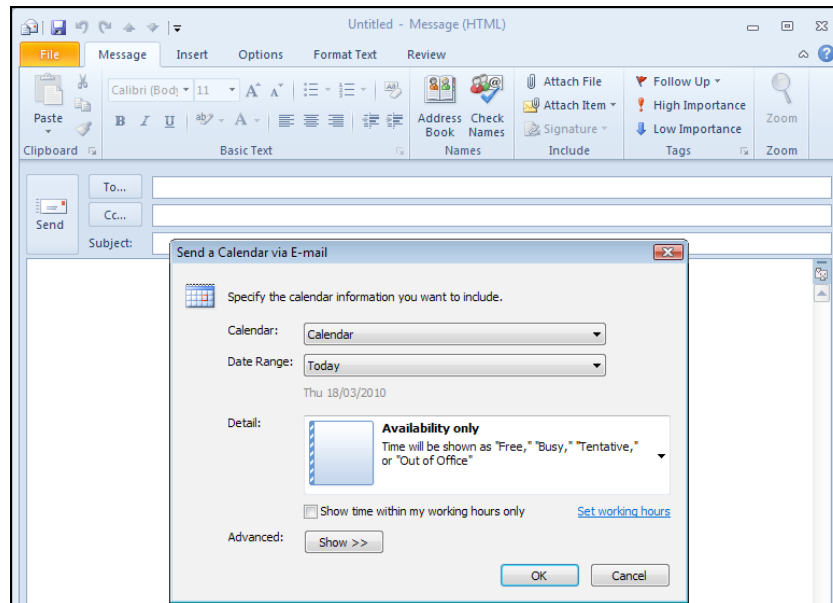 Untitled - Message (HTML)
File Message Insert Options Format Text Review
Calibri (Body 11
Attach File
Follow Up
Attach Item
High Importance
Paste
B I U
Address Book
Check Names
Signature
Low Importance
Zoom
Clipboard
Basic Text
Names
Include
Tags
Zoom
To...
Cc...
Send
Subject:
Send a Calendar via E-mail
Specify the calendar information you want to include.
Calendar: Calendar
Date Range: Today
Thu 18/03/2010
Detail: Availability only
Time will be shown as "Free," "Busy," "Tentative,"
or "Out of Office"
Show time within my working hours only Set working hours
Advanced: Show >>
OK Cancel